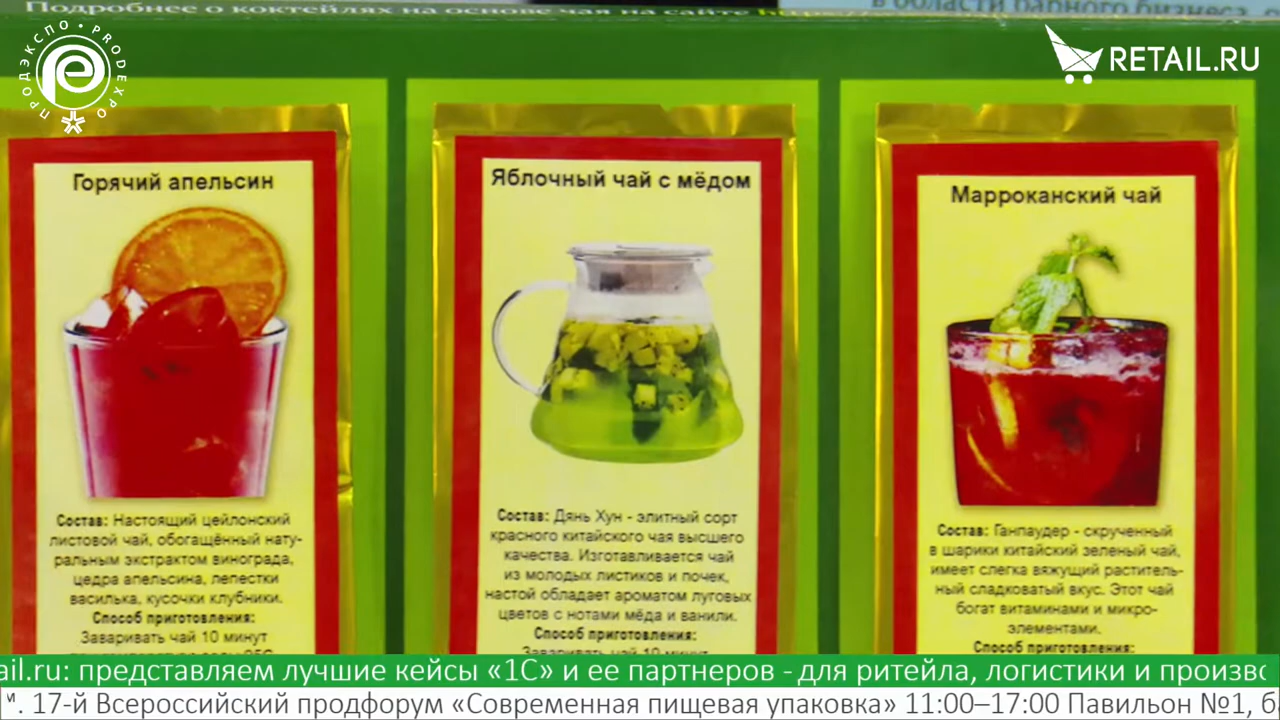 Подробнее о коктейлях на основе чая на сайте
в области барного бизнеса,
ПРОДЭКСПО • PRODEXPO
RETAIL.RU
Горячий апельсин
Состав: Настоящий цейлонский
листовой чай, обогащённый нату-
ральным экстрактом винограда,
цедра апельсина, лепестки
василька, кусочки клубники.
Способ приготовления:
Заваривать чай 10 минут
Яблочный чай с мёдом
Состав: Дянь Хун - элитный сорт
красного китайского чая высшего
качества. Изготавливается чай
из молодых листиков и почек,
настой обладает ароматом луговых
цветов с нотами мёда и ванили.
Способ приготовления:
Заваривать чай 10 минут
Марроканский чай
Состав: Ганпаудер - скрученный
в шарики китайский зеленый чай,
имеет слегка вяжущий раститель-
ный сладковатый вкус. Этот чай
богат витаминами и микро-
элементами.
Способ приготовления:
ail.ru: представляем лучшие кейсы «1С» и ее партнеров - для ритейла, логистики и произво
". 17-й Всероссийский продфорум «Современная пищевая упаковка» 11:00–17:00 Павильон №1,